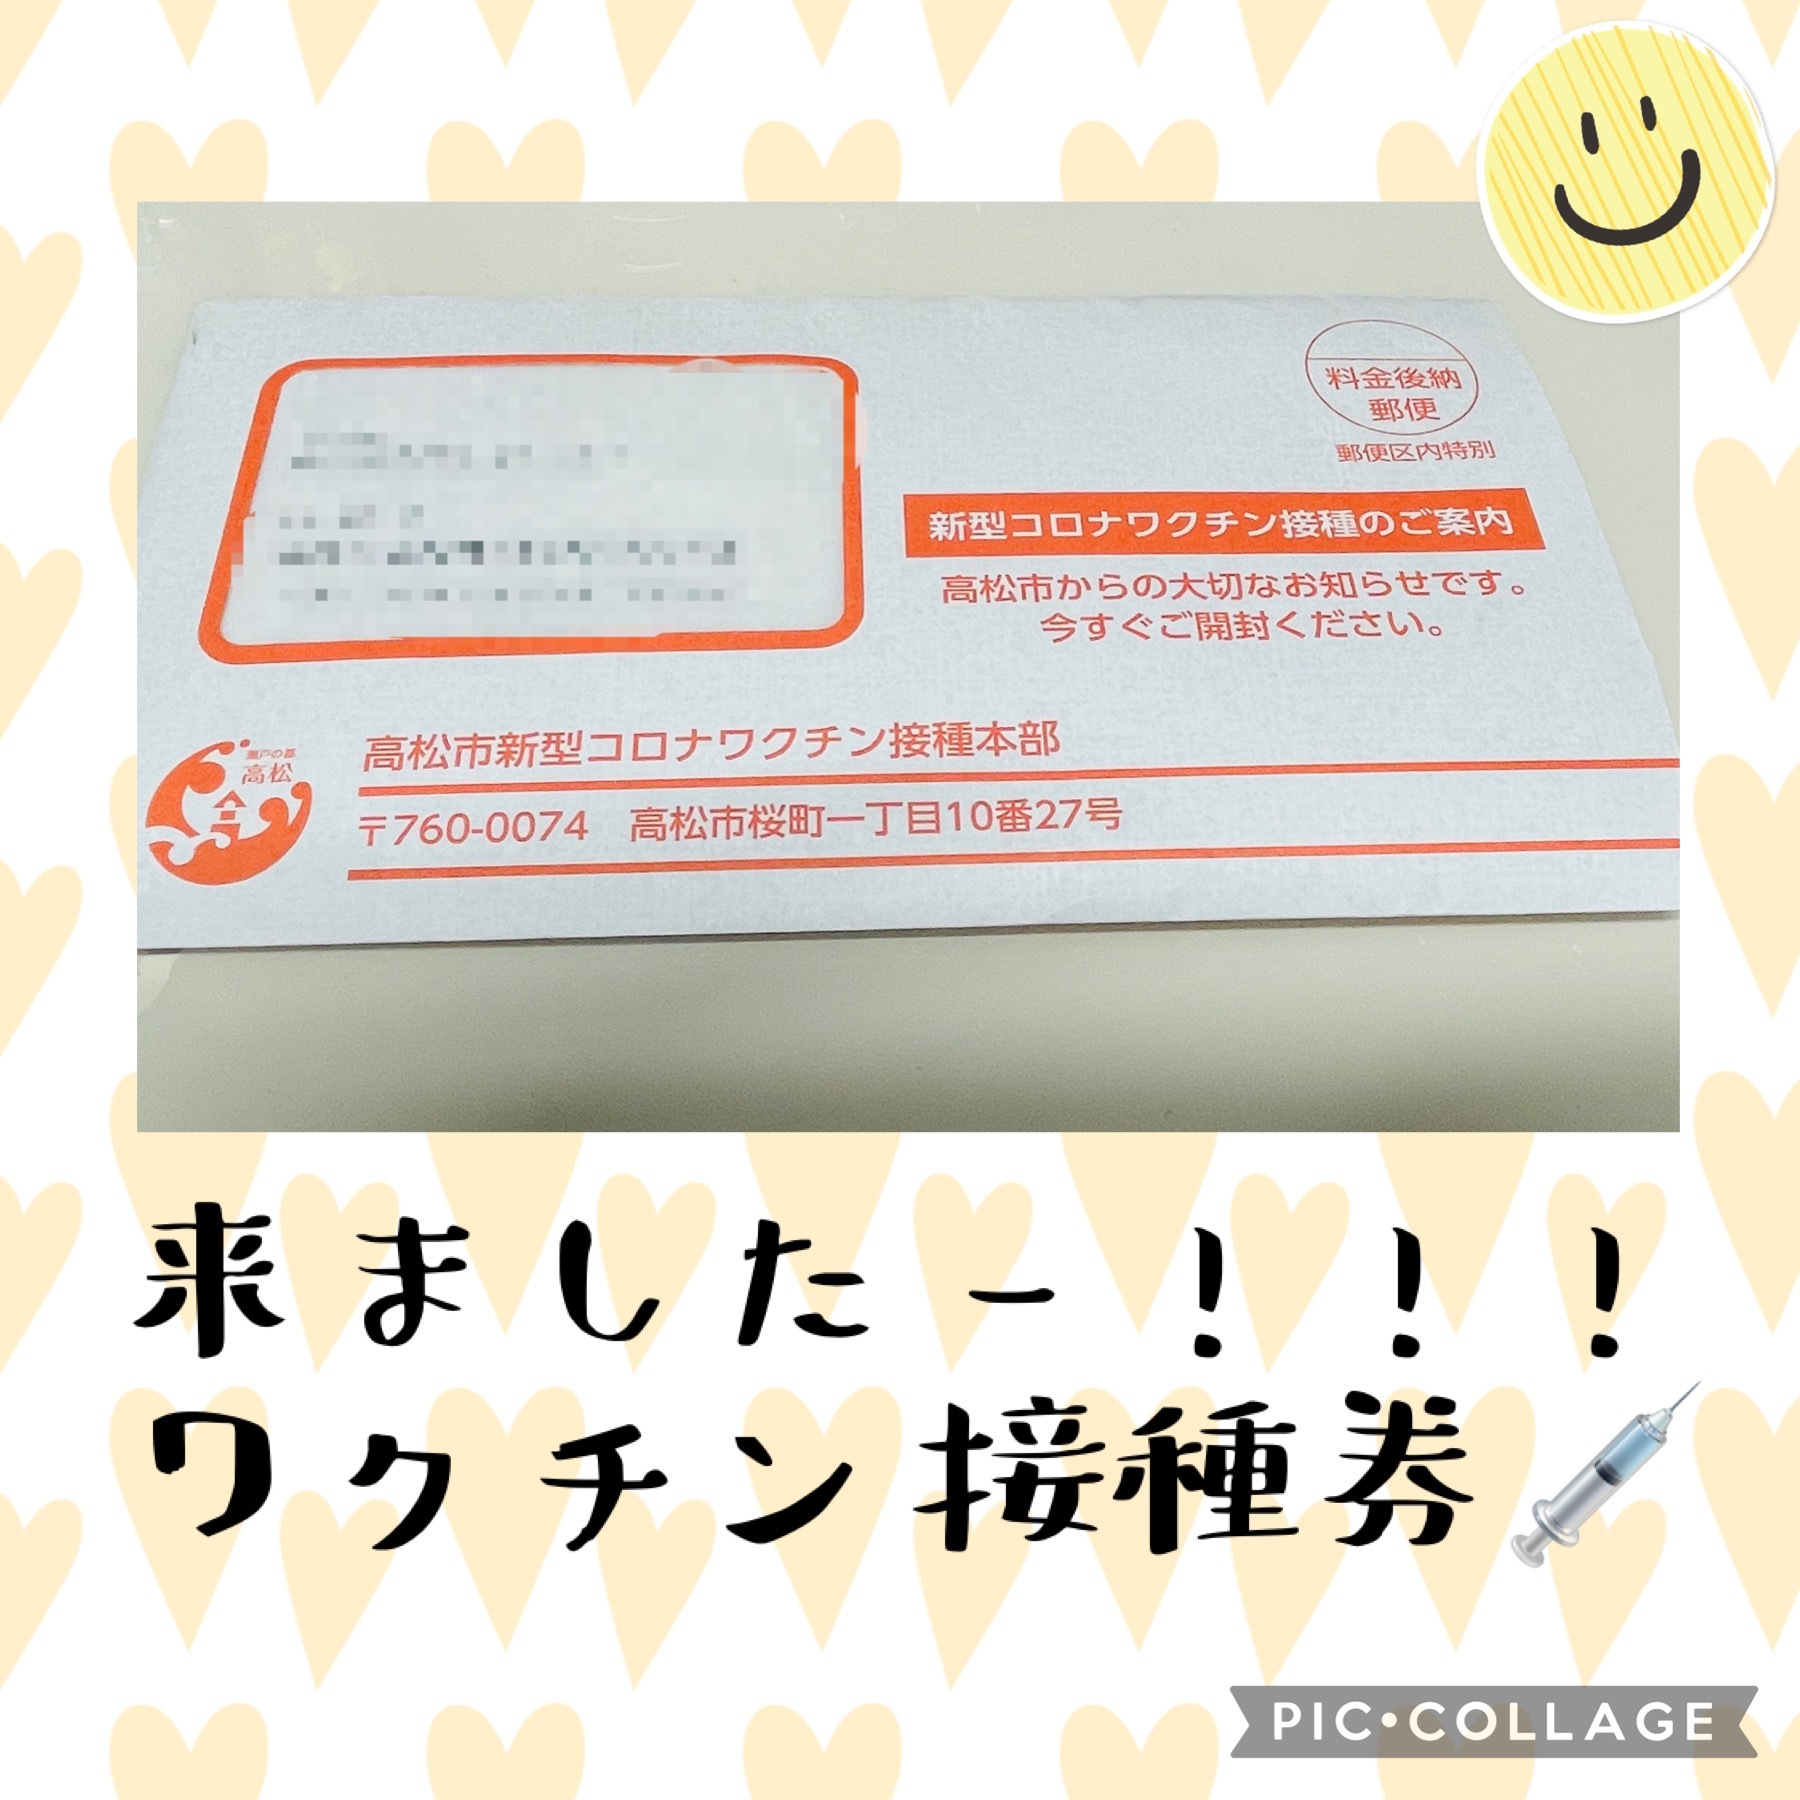 料金後納
郵便
郵便区内特別
新型コロナワクチン接種のご案内
高松市からの大切なお知らせです。
今すぐご開封ください。
瀬戸の都
高松
高松市新型コロナワクチン接種本部
〒760-0074 高松市桜町一丁目10番27号
来ましたー！！！
ワクチン接種券
PIC•COLLAGE